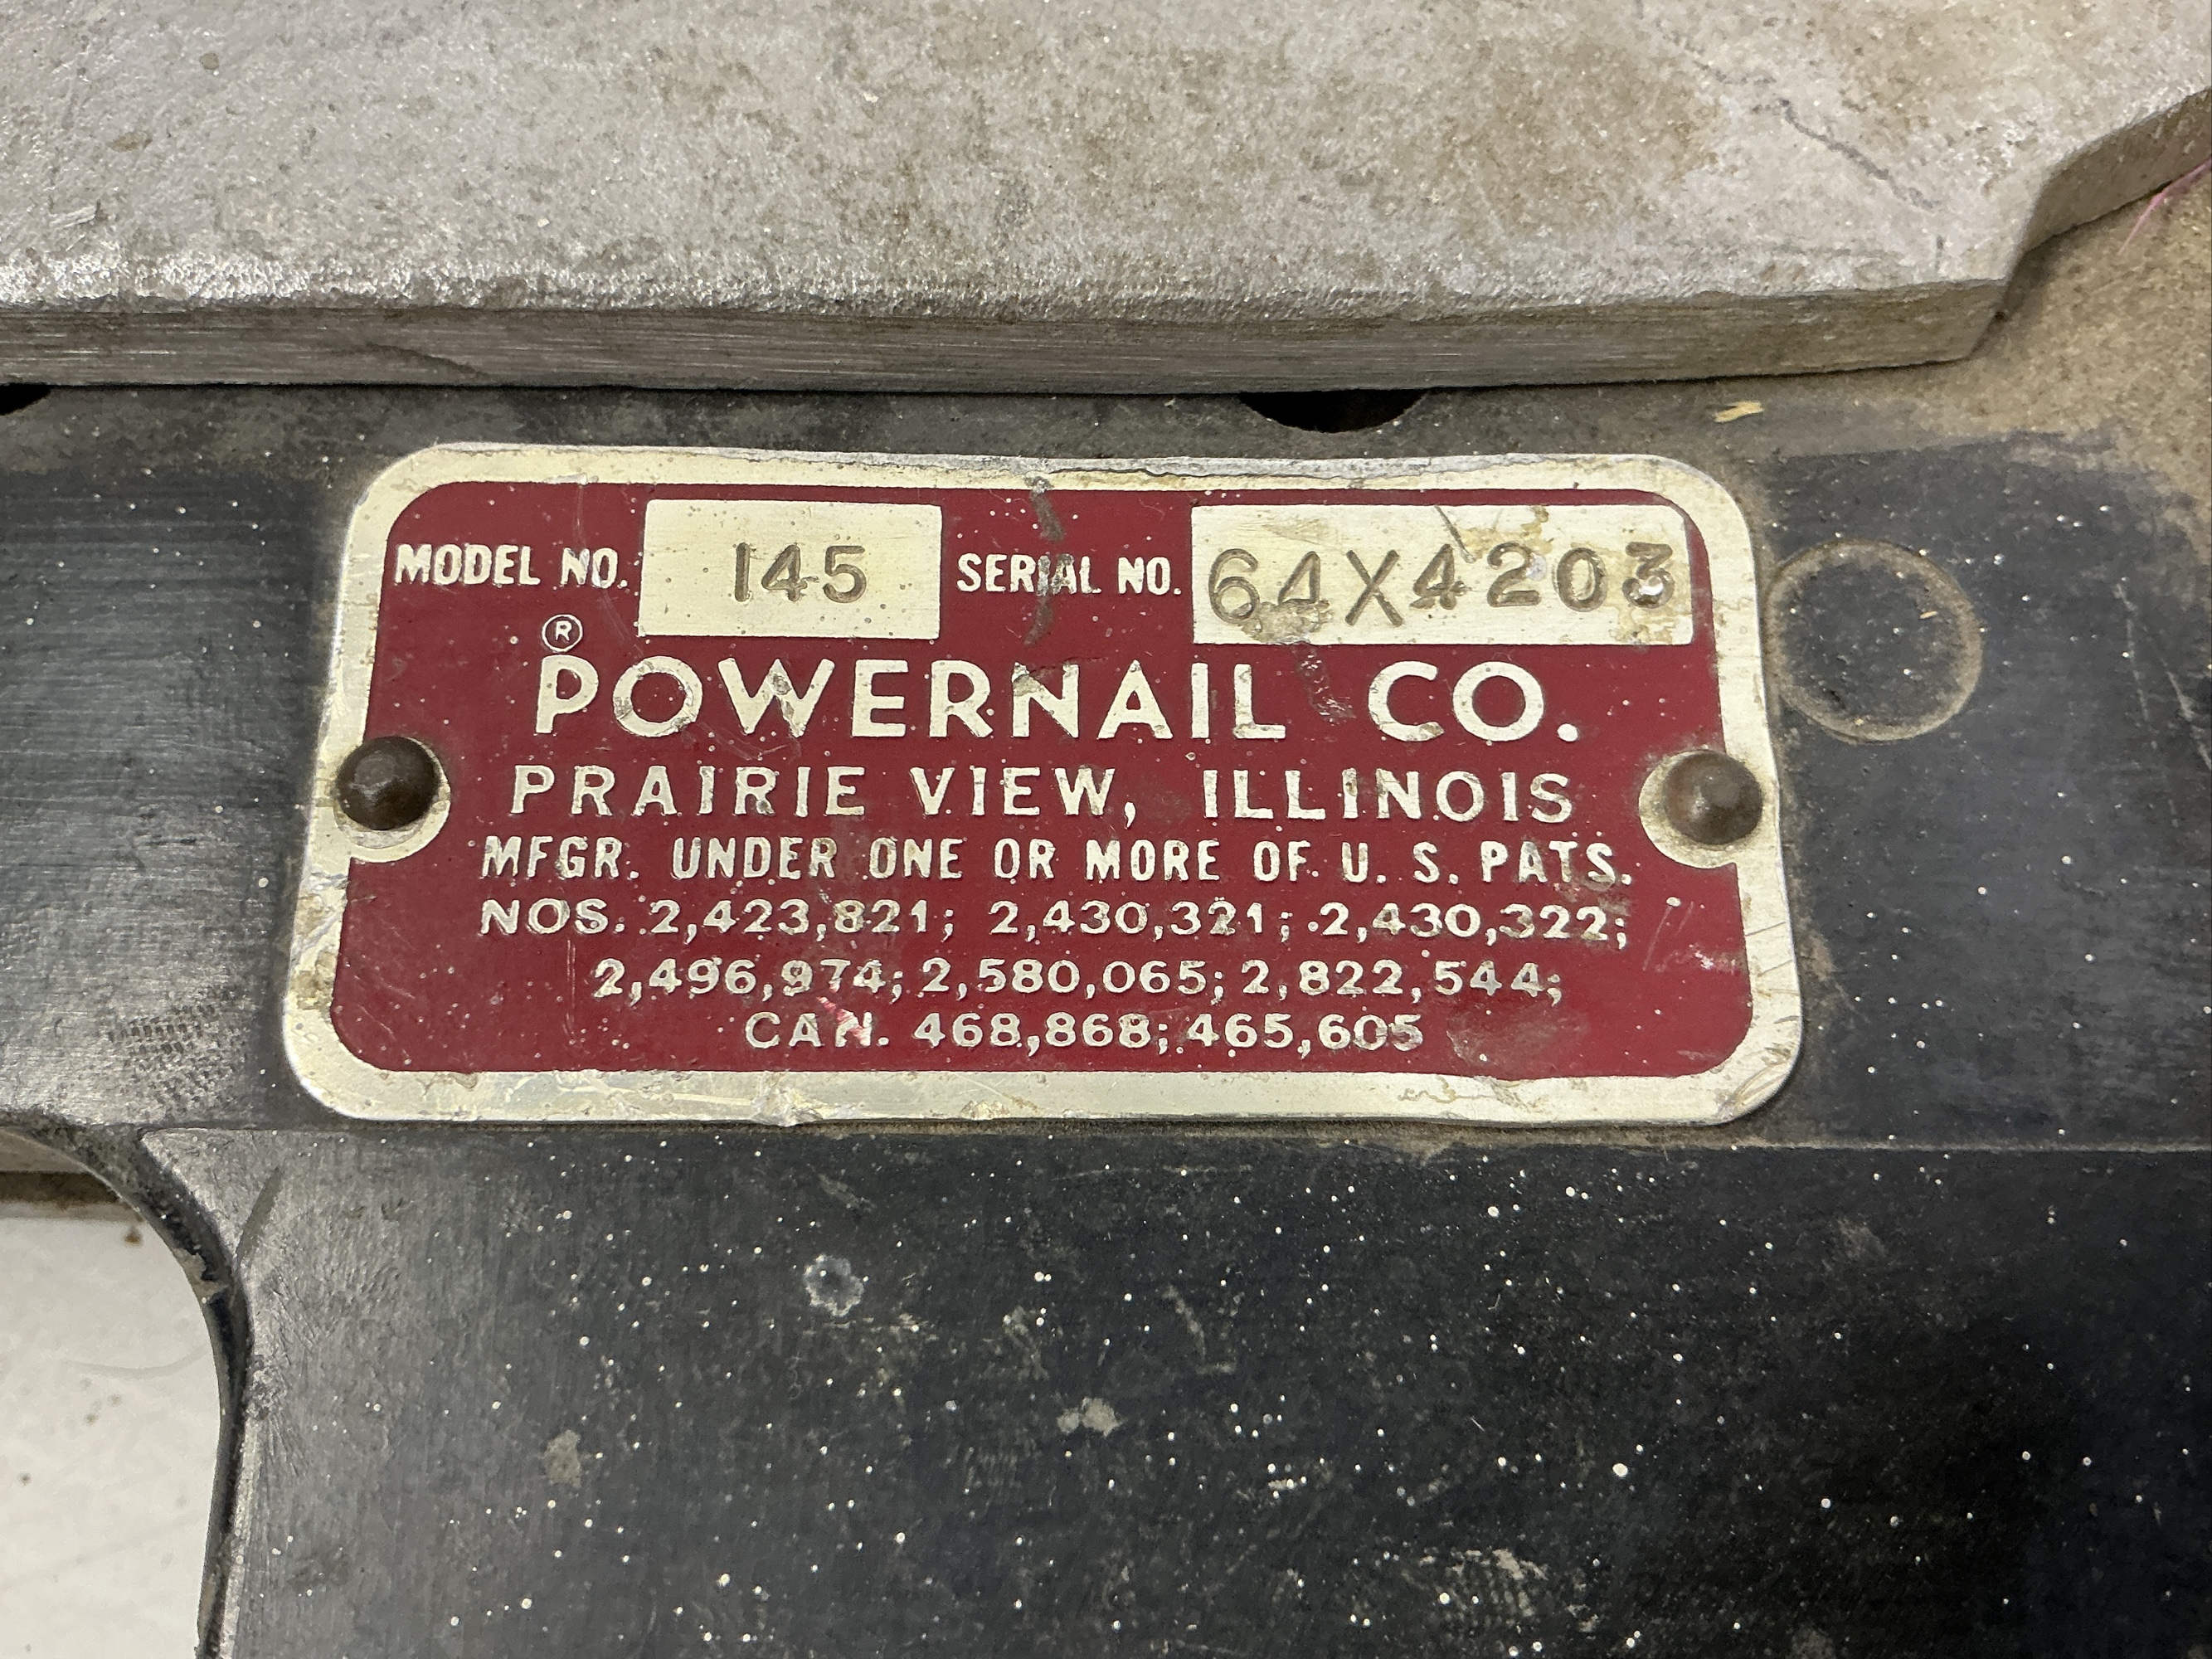 MODEL NO. 145 SERIAL NO. 64X4203
®
POWERNAIL CO.
PRAIRIE VIEW, ILLINOIS
MFGR. UNDER ONE OR MORE OF U. S. PATS.
NOS. 2,423,821; 2,430,321; 2,430,322;
2,496,974; 2,580,065; 2,822,544;
CAN. 468,868; 465,605